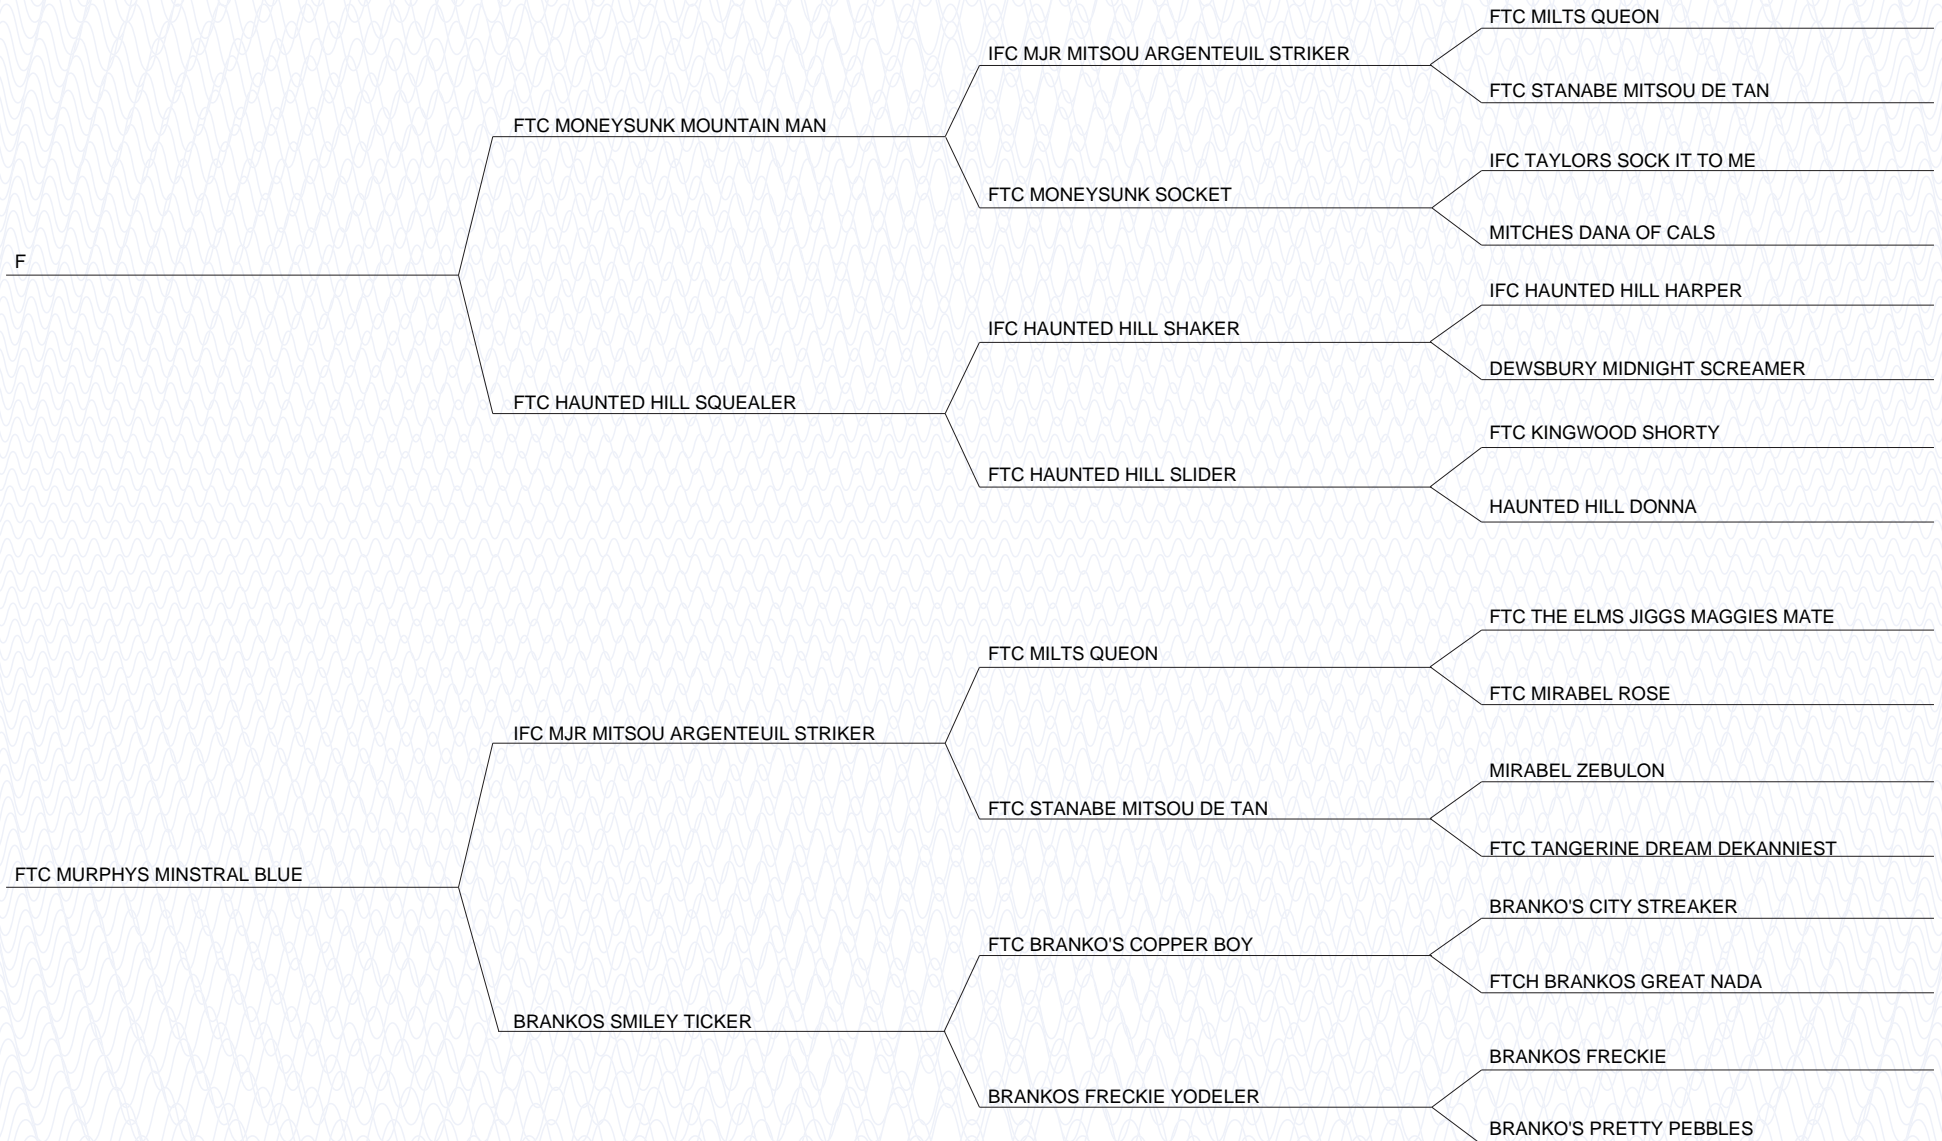 FTC MILTS QUEON
IFC MJR MITSOU ARGENTEUIL STRIKER
FTC STANABE MITSOU DE TAN
FTC MONEYSUNK MOUNTAIN MAN
IFC TAYLORS SOCK IT TO ME
FTC MONEYSUNK SOCKET
MITCHES DANA OF CALS
F
IFC HAUNTED HILL HARPER
IFC HAUNTED HILL SHAKER
DEWSBURY MIDNIGHT SCREAMER
FTC HAUNTED HILL SQUEALER
FTC KINGWOOD SHORTY
FTC HAUNTED HILL SLIDER
HAUNTED HILL DONNA
FTC THE ELMS JIGGS MAGGIES MATE
FTC MILTS QUEON
FTC MIRABEL ROSE
IFC MJR MITSOU ARGENTEUIL STRIKER
MIRABEL ZEBULON
FTC STANABE MITSOU DE TAN
FTC TANGERINE DREAM DEKANNIEST
FTC MURPHYS MINSTRAL BLUE
BRANKO'S CITY STREAKER
FTC BRANKO'S COPPER BOY
FTCH BRANKOS GREAT NADA
BRANKOS SMILEY TICKER
BRANKOS FRECKIE
BRANKOS FRECKIE YODELER
BRANKO'S PRETTY PEBBLES